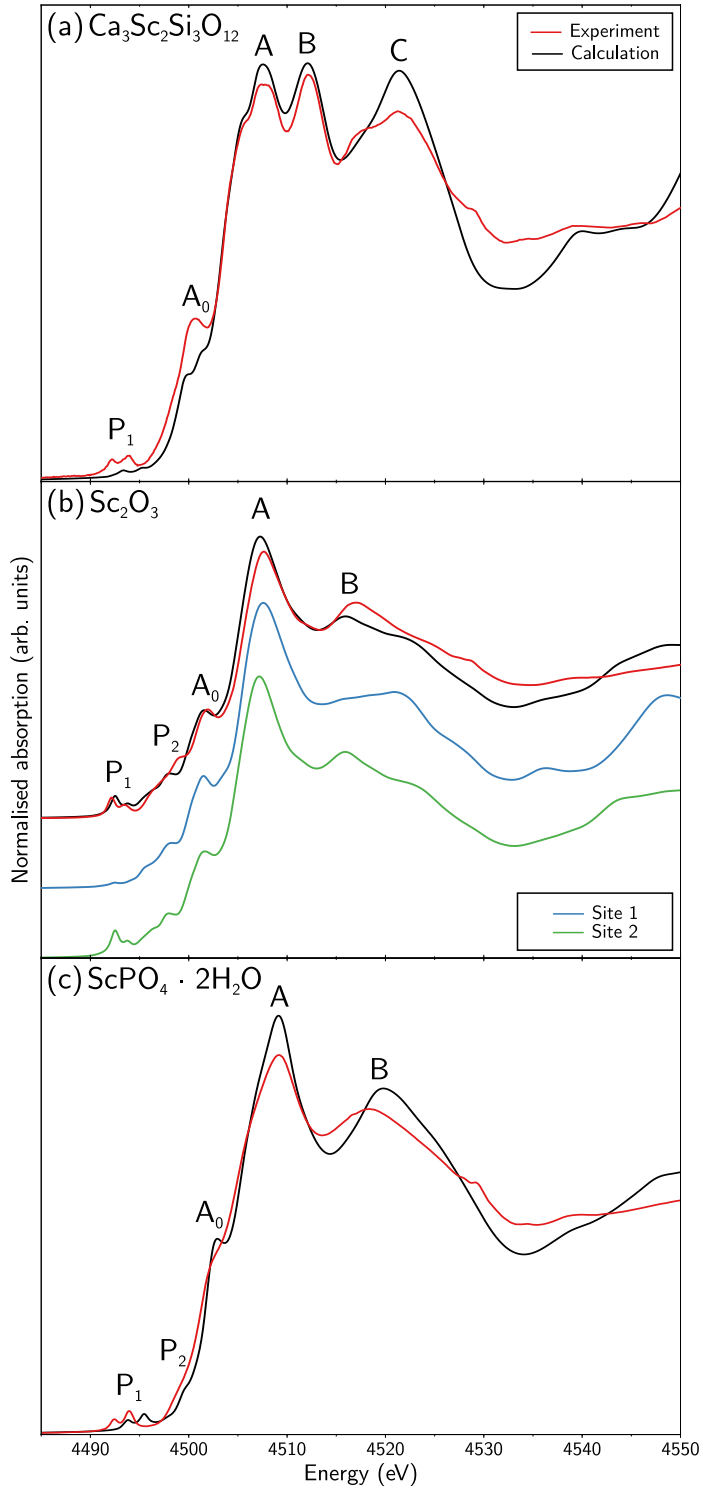 (a) Ca₃Sc₂Si₃O₁₂
A
B
C
Experiment
Calculation
A₀
P₁
(b) Sc₂O₃
A
B
A₀
P₂
P₁
Site 1
Site 2
(c) ScPO₄ · 2H₂O
A
B
A₀
P₂
P₁
Normalised absorption (arb. units)
4490 4500 4510 4520 4530 4540 4550
Energy (eV)